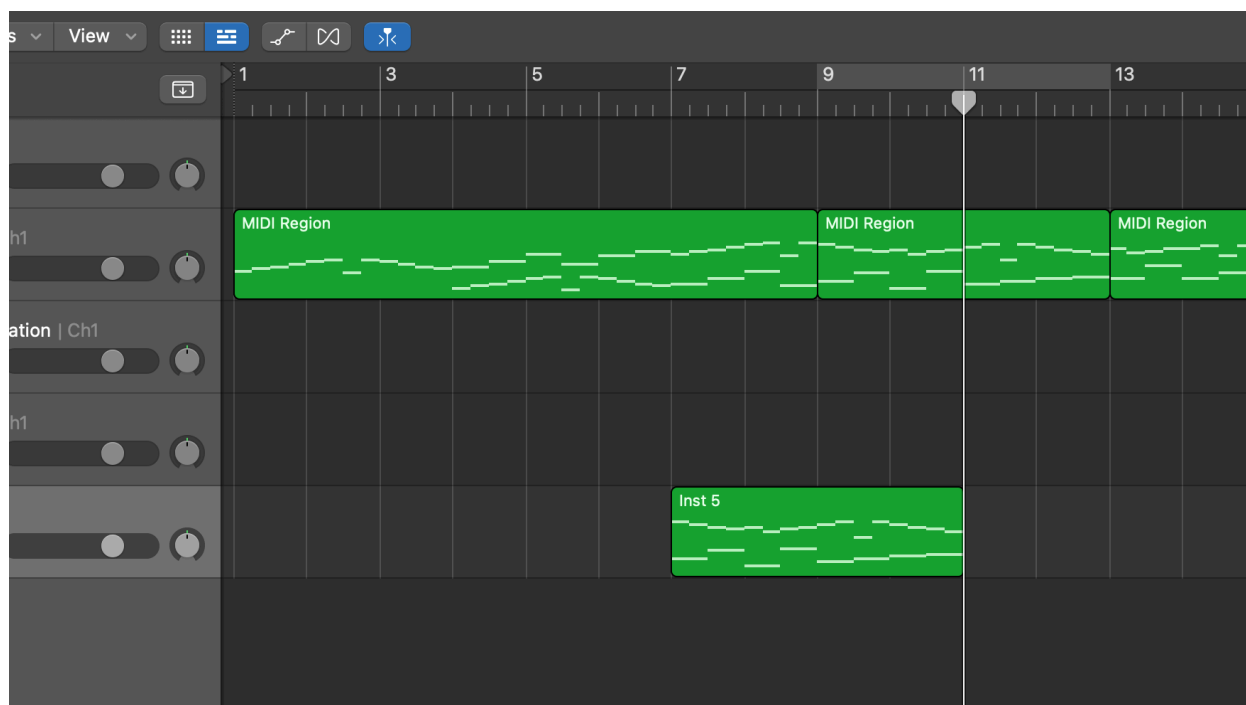 s View
1 3 5 7 9 11 13
MIDI Region MIDI Region MIDI Region
h1
ation | Ch1
h1
Inst 5